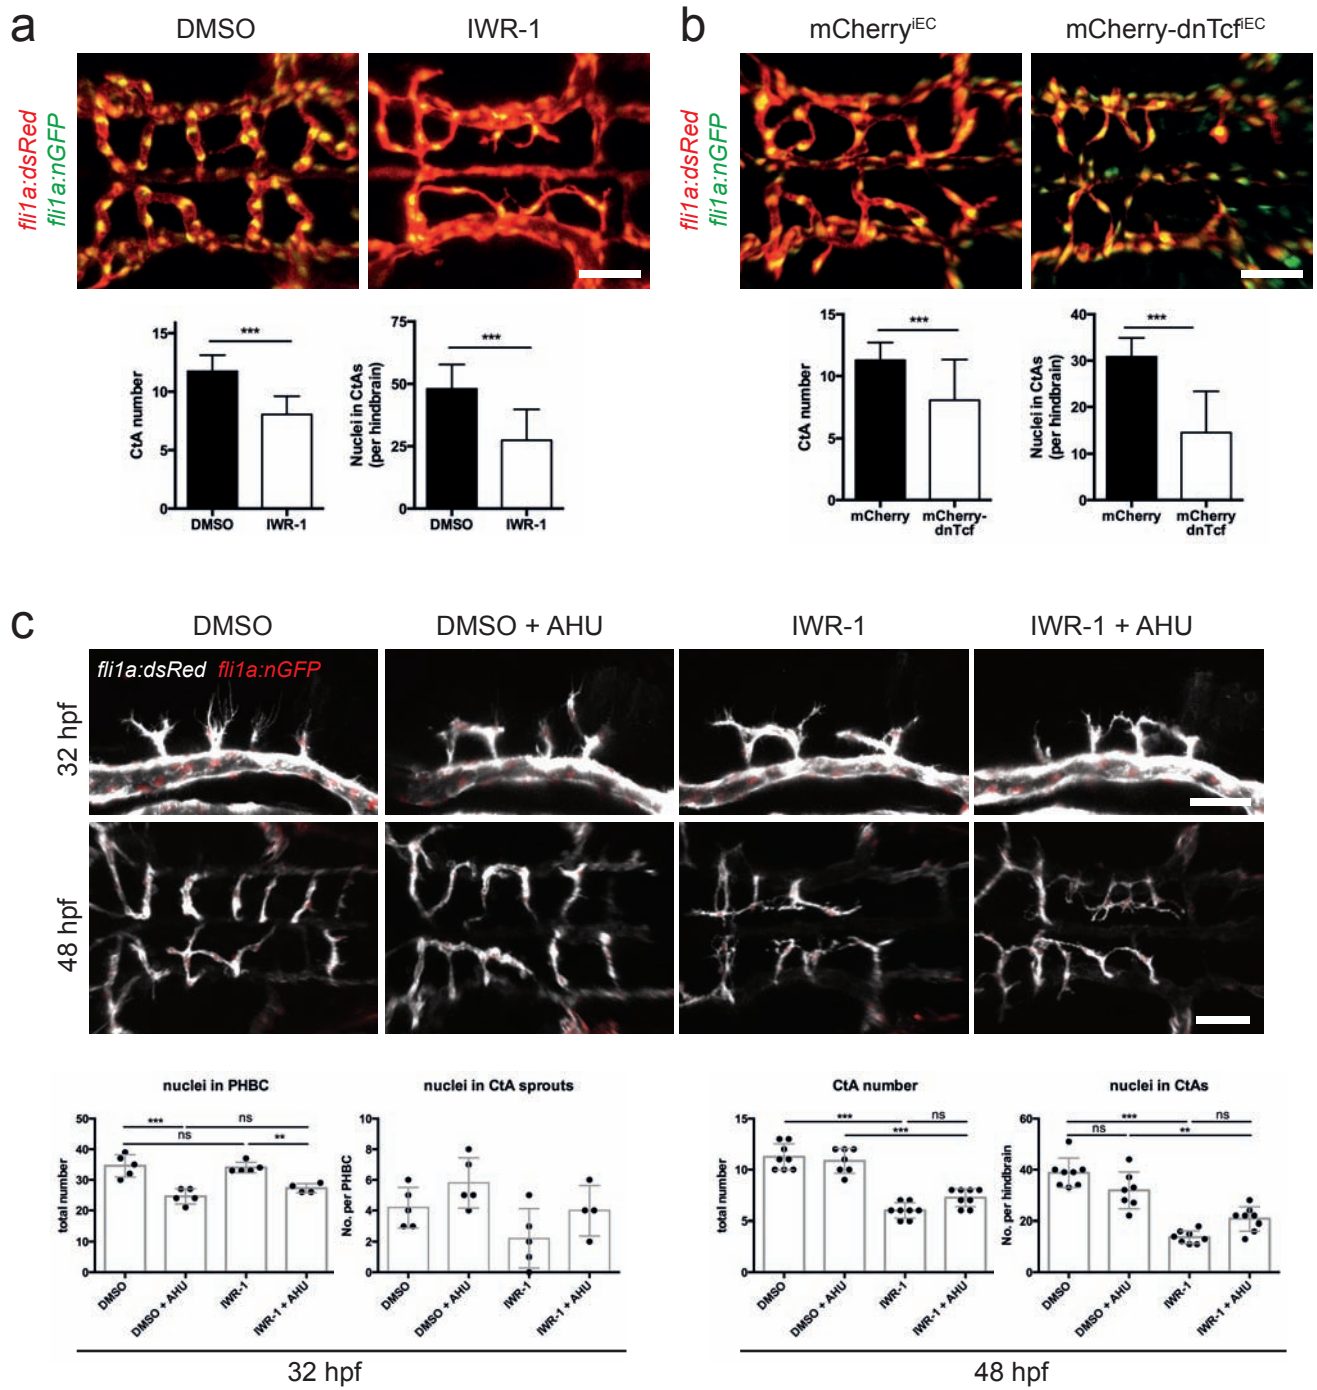 a
DMSO
IWR-1
fli1a:dsRed
fli1a:nGFP
CtA number
15
10
5
0
***
DMSO
IWR-1
Nuclei in CtAs
(per hindbrain)
75
50
25
0
***
DMSO
IWR-1
b
mCherryiEC
mCherry-dnTcfiEC
fli1a:dsRed
fli1a:nGFP
CtA number
15
10
5
0
***
mCherry
mCherry-
dnTcf
Nuclei in CtAs
(per hindbrain)
40
30
20
10
0
***
mCherry
mCherry
dnTcf
c
DMSO
DMSO + AHU
IWR-1
IWR-1 + AHU
32 hpf
fli1a:dsRed fli1a:nGFP
48 hpf
nuclei in PHBC
total number
50
40
30
20
10
0
***
ns
ns
**
DMSO
DMSO + AHU
IWR-1
IWR-1 + AHU
nuclei in CtA sprouts
No. per PHBC
10
8
6
4
2
0
DMSO
DMSO + AHU
IWR-1
IWR-1 + AHU
32 hpf
CtA number
total number
15
10
5
0
***
ns
***
DMSO
DMSO + AHU
IWR-1
IWR-1 + AHU
nuclei in CtAs
No. per hindbrain
60
40
20
0
***
ns
ns
**
DMSO
DMSO + AHU
IWR-1
IWR-1 + AHU
48 hpf